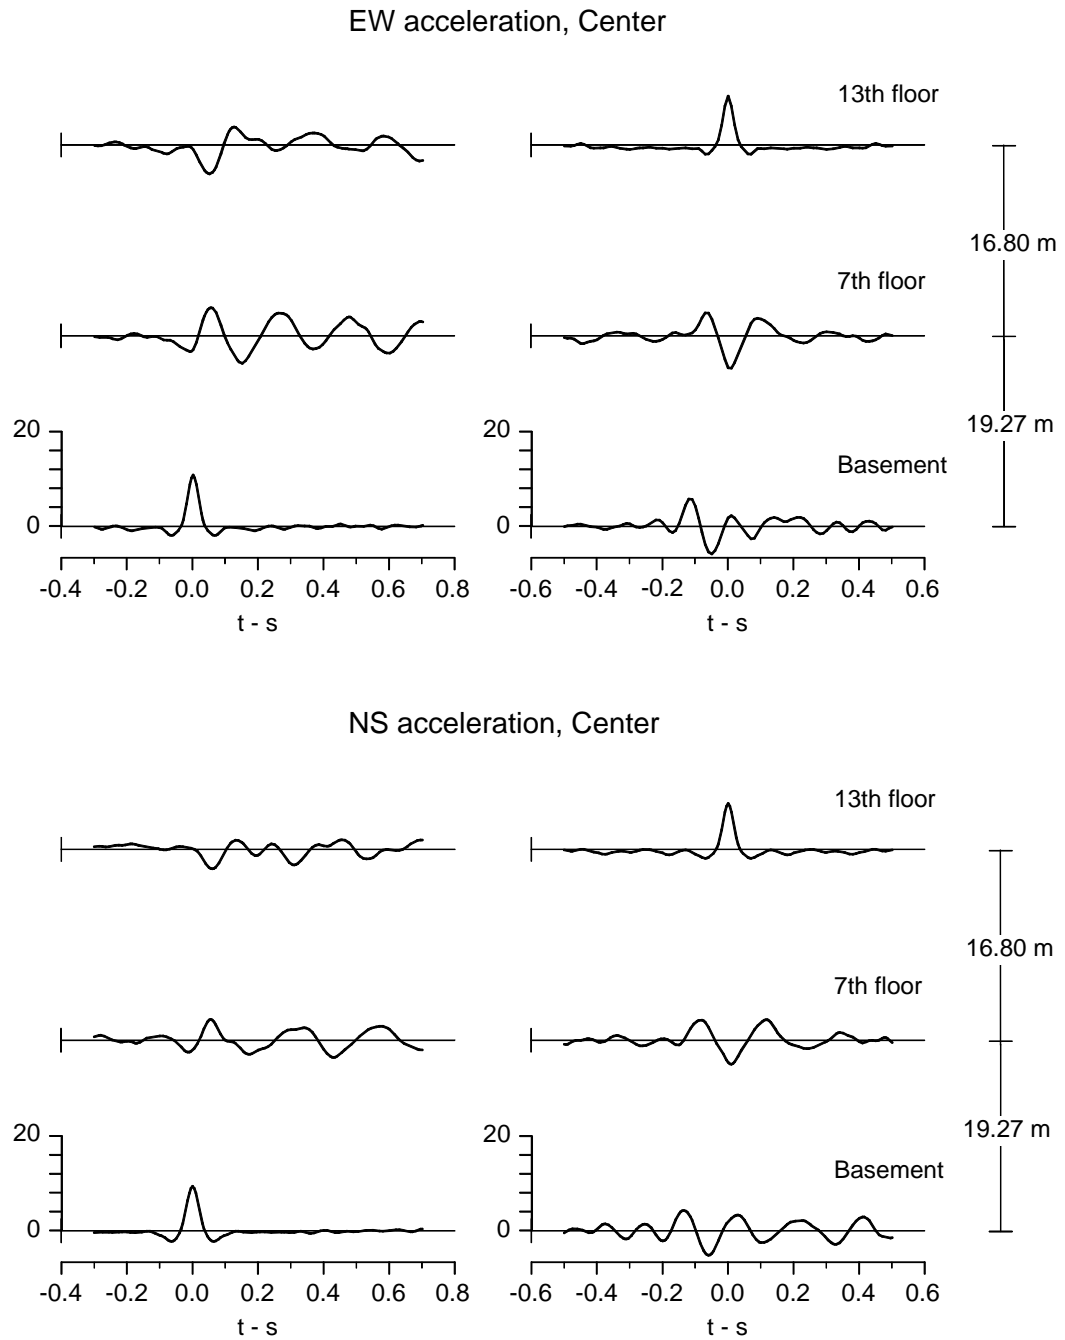 EW acceleration, Center
13th floor
16.80 m
7th floor
19.27 m
20
20
Basement
0
0
-0.4 -0.2 0.0 0.2 0.4 0.6 0.8
-0.6 -0.4 -0.2 0.0 0.2 0.4 0.6
t - s
t - s
NS acceleration, Center
13th floor
16.80 m
7th floor
19.27 m
20
20
Basement
0
0
-0.4 -0.2 0.0 0.2 0.4 0.6 0.8
-0.6 -0.4 -0.2 0.0 0.2 0.4 0.6
t - s
t - s